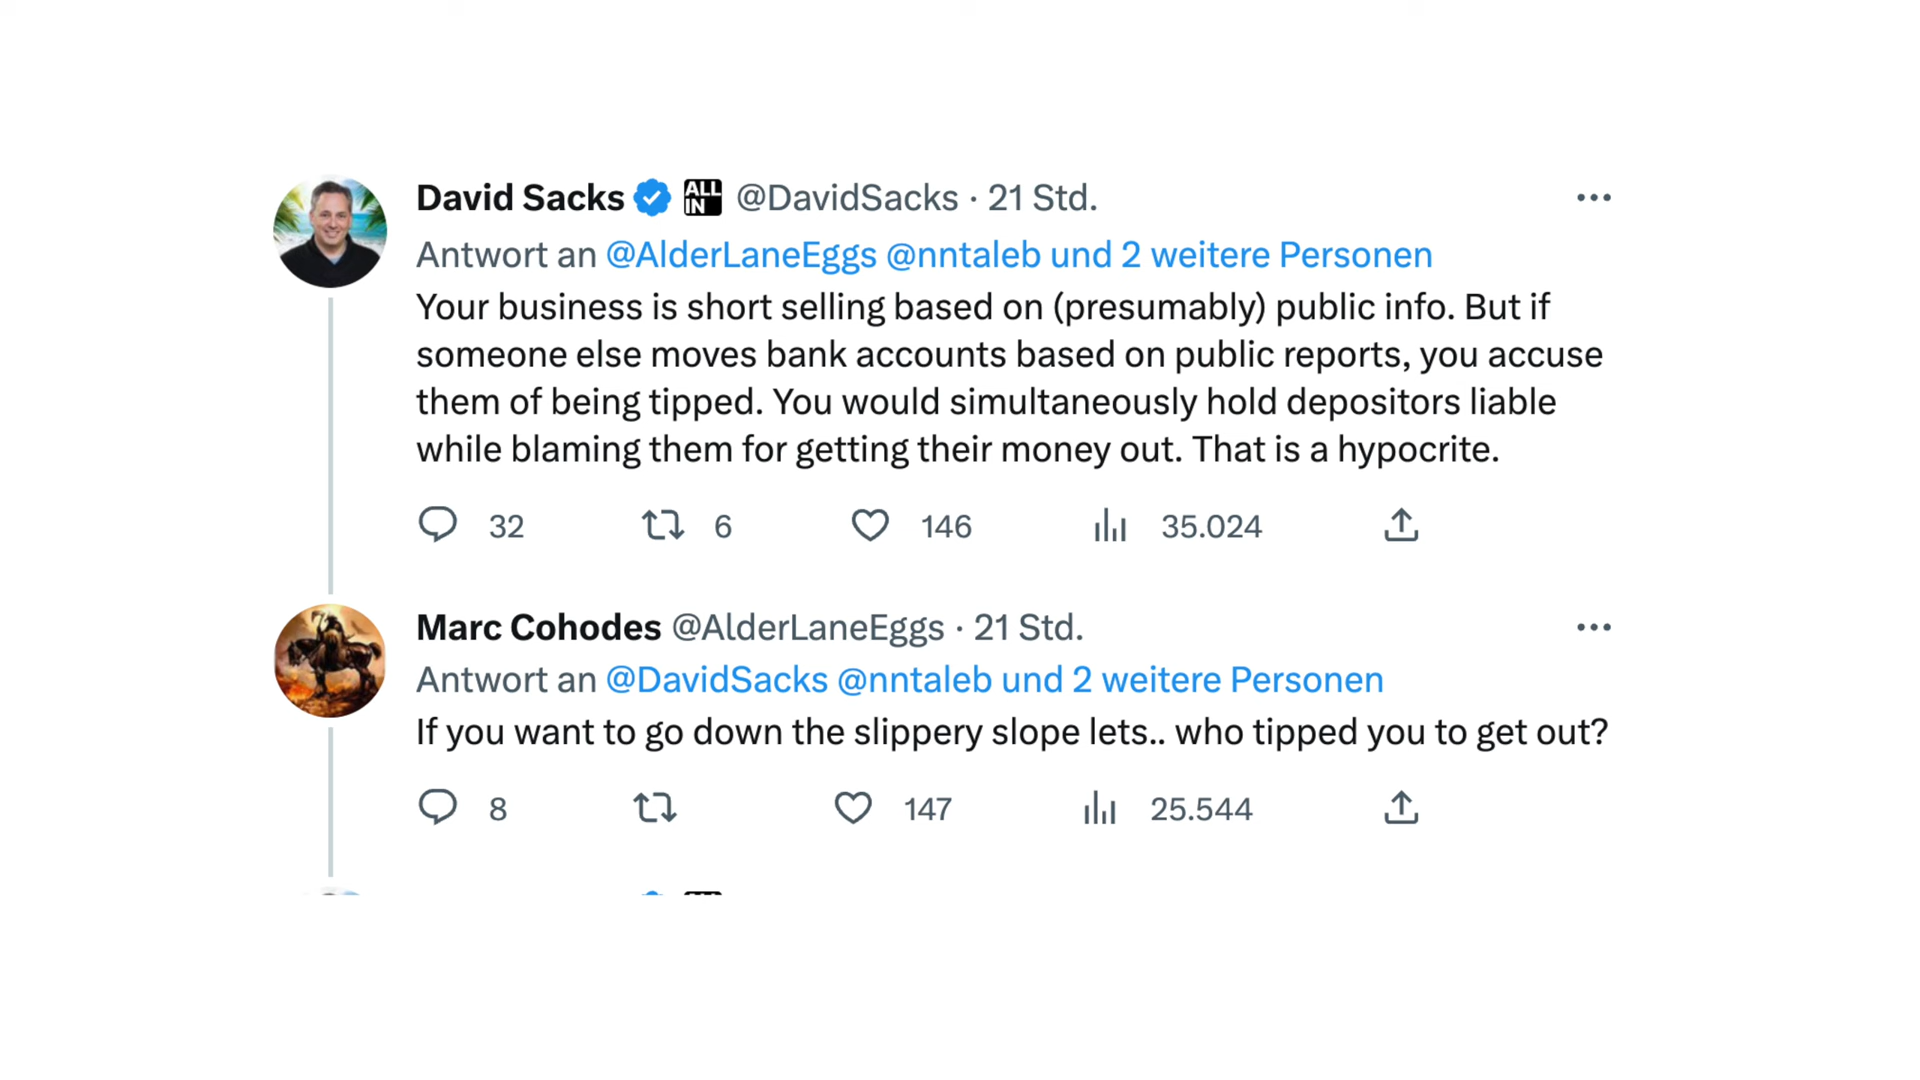 David Sacks ALL IN @DavidSacks · 21 Std.
Antwort an @AlderLaneEggs @nntaleb und 2 weitere Personen
Your business is short selling based on (presumably) public info. But if
someone else moves bank accounts based on public reports, you accuse
them of being tipped. You would simultaneously hold depositors liable
while blaming them for getting their money out. That is a hypocrite.
32 6 146 35.024
Marc Cohodes @AlderLaneEggs · 21 Std.
Antwort an @DavidSacks @nntaleb und 2 weitere Personen
If you want to go down the slippery slope lets.. who tipped you to get out?
8 147 25.544